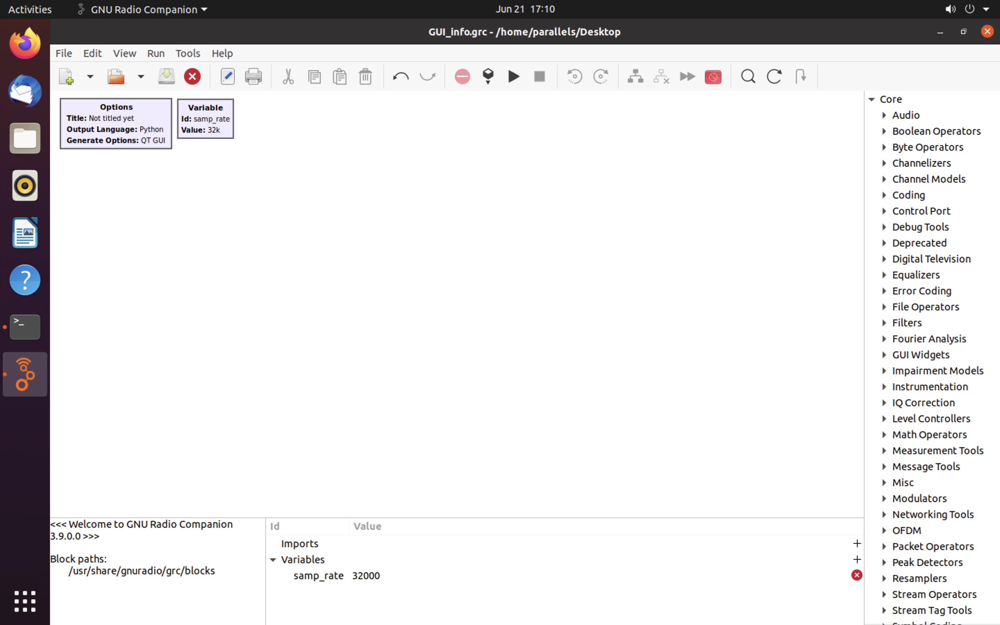 Activities
GNU Radio Companion
Jun 21 17:10
GUI_info.grc - /home/parallels/Desktop
File Edit View Run Tools Help
Options
Title: Not titled yet
Output Language: Python
Generate Options: QT GUI
Variable
Id: samp_rate
Value: 32k
Core
Audio
Boolean Operators
Byte Operators
Channelizers
Channel Models
Coding
Control Port
Debug Tools
Deprecated
Digital Television
Equalizers
Error Coding
File Operators
Filters
Fourier Analysis
GUI Widgets
Impairment Models
Instrumentation
IQ Correction
Level Controllers
Math Operators
Measurement Tools
Message Tools
Misc
Modulators
Networking Tools
OFDM
Packet Operators
Peak Detectors
Resamplers
Stream Operators
Stream Tag Tools
<<< Welcome to GNU Radio Companion
3.9.0.0 >>>
Block paths:
/usr/share/gnuradio/grc/blocks
Id Value
Imports
Variables
samp_rate 32000